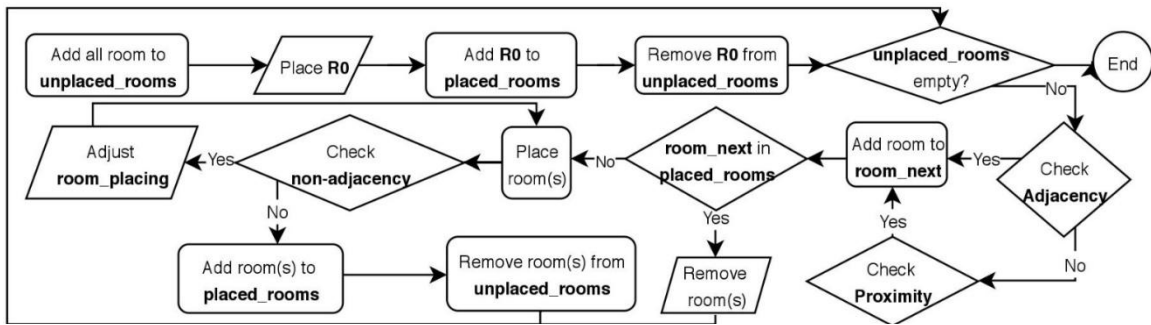 Add all room to
unplaced_rooms
Place R0
Add R0 to
placed_rooms
Remove R0 from
unplaced_rooms
unplaced_rooms
empty?
End
No
Adjust
room_placing
Yes
Check
non-adjacency
Place
room(s)
No
room_next in
placed_rooms
Add room to
room_next
Yes
Check
Adjacency
No
Yes
Yes
No
Add room(s) to
placed_rooms
Remove room(s) from
unplaced_rooms
Remove
room(s)
Check
Proximity